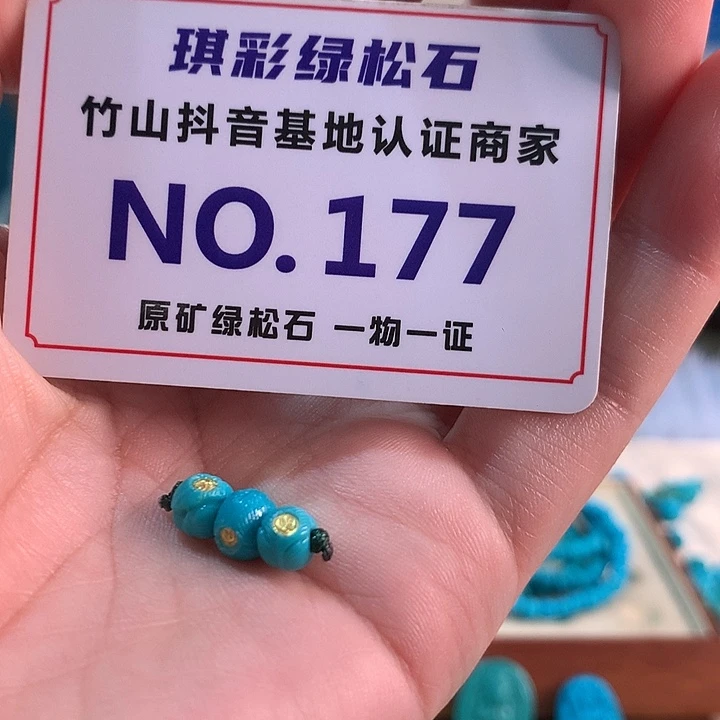 琪彩绿松石
竹山抖音基地认证商家
NO.177
原矿绿松石 一物一证